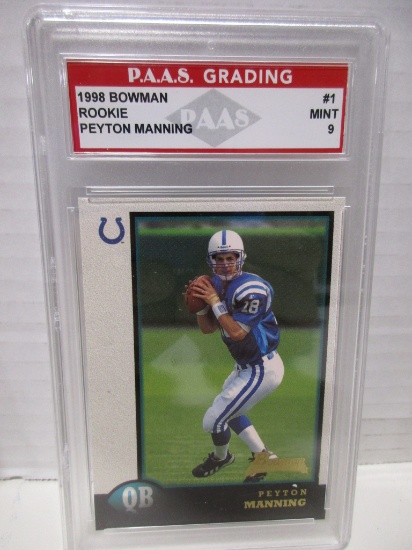 P.A.A.S. GRADING
1998 BOWMAN #1
ROOKIE MINT
PEYTON MANNING 9
PAAS
18
QB
PEYTON
MANNING